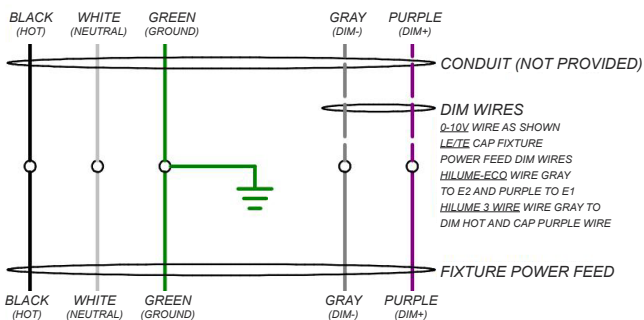 BLACK WHITE GREEN GRAY PURPLE
(HOT) (NEUTRAL) (GROUND) (DIM-) (DIM+)
CONDUIT (NOT PROVIDED)
DIM WIRES
0-10V WIRE AS SHOWN
LE/TE CAP FIXTURE
POWER FEED DIM WIRES
HILUME-ECO WIRE GRAY
TO E2 AND PURPLE TO E1
HILUME 3 WIRE WIRE GRAY TO
DIM HOT AND CAP PURPLE WIRE
FIXTURE POWER FEED
BLACK WHITE GREEN GRAY PURPLE
(HOT) (NEUTRAL) (GROUND) (DIM-) (DIM+)